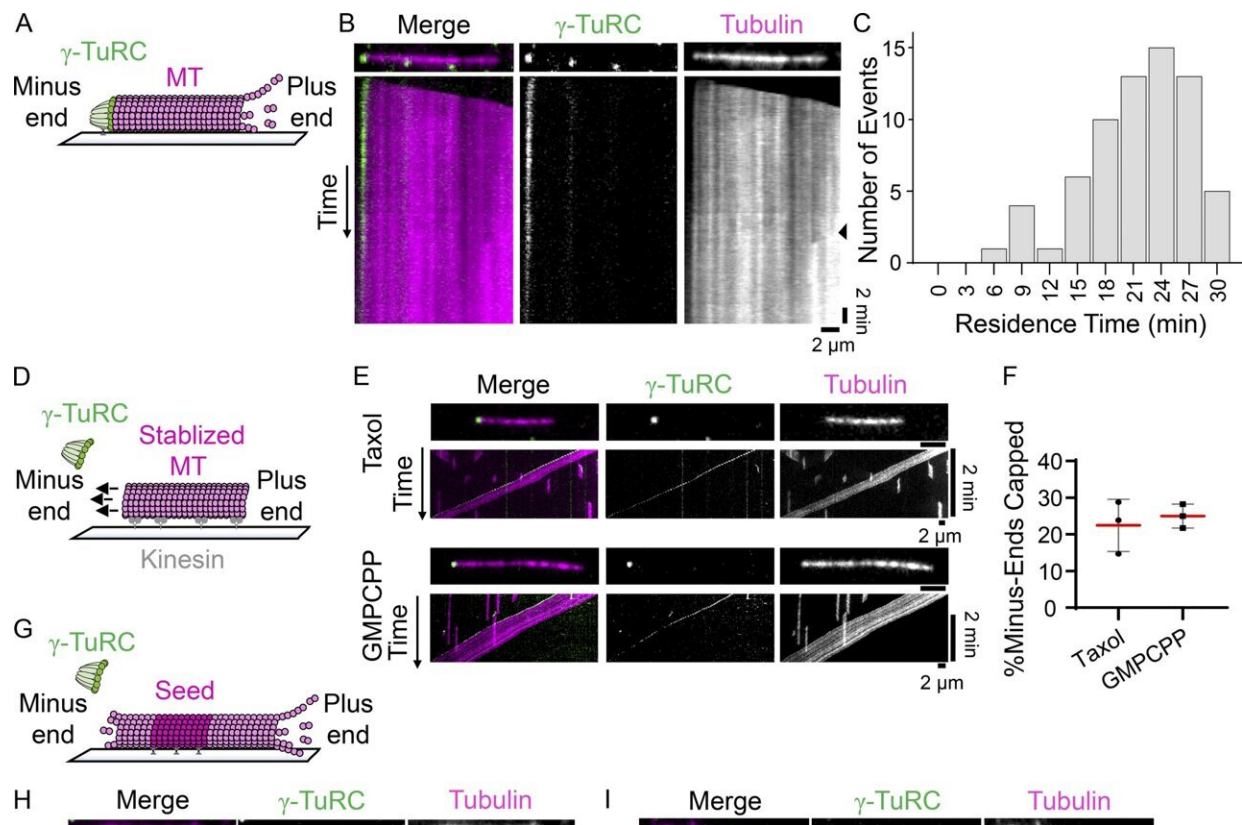 A
γ-TuRC
Minus end
MT
Plus end
B
Merge
γ-TuRC
Tubulin
Time
2 min
2 μm
C
Number of Events
15
10
5
0
0 3 6 9 12 15 18 21 24 27 30
Residence Time (min)
D
γ-TuRC
Stablized MT
Minus end
Plus end
Kinesin
E
Merge
γ-TuRC
Tubulin
Taxol
Time
2 min
2 μm
GMPCPP
Time
2 min
2 μm
F
%Minus-Ends Capped
40
30
20
10
0
Taxol
GMPCPP
G
γ-TuRC
Seed
Minus end
Plus end
H
Merge
γ-TuRC
Tubulin
I
Merge
γ-TuRC
Tubulin